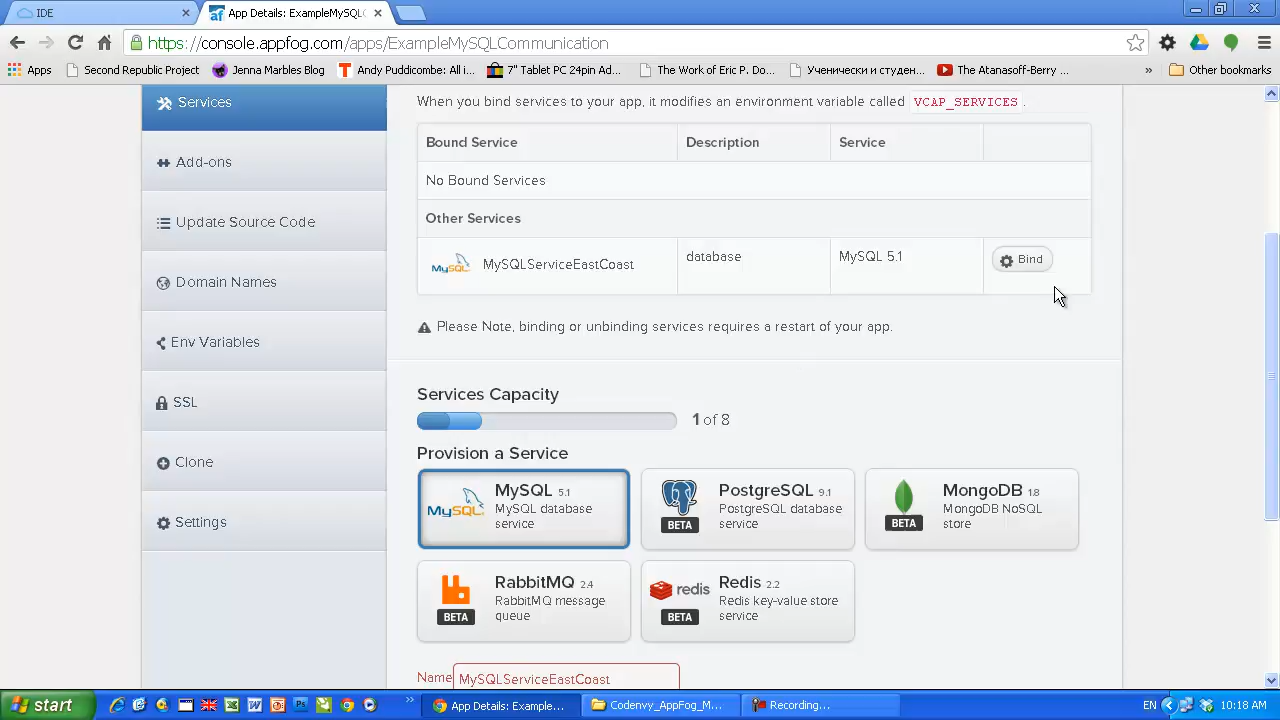 IDE
App Details: ExampleMySQLC
https://console.appfog.com/apps/ExampleMySQLCommunication
Apps
Second Republic Project
Jenna Marbles Blog
Andy Puddicombe: All i...
7" Tablet PC 24pin Ad...
The Work of Eric P. Do...
Ученически и студен...
The Atanasoff-Berry ...
»
Other bookmarks
Services
Add-ons
Update Source Code
Domain Names
Env Variables
SSL
Clone
Settings
When you bind services to your app, it modifies an environment variable called VCAP_SERVICES .
Bound Service Description Service
No Bound Services
Other Services
MySQL MySQLServiceEastCoast database MySQL 5.1 Bind
Please Note, binding or unbinding services requires a restart of your app.
Services Capacity
1 of 8
Provision a Service
MySQL
MySQL 5.1
MySQL database
service
BETA
PostgreSQL 9.1
PostgreSQL database
service
BETA
MongoDB 1.8
MongoDB NoSQL
store
BETA
RabbitMQ 2.4
RabbitMQ message
queue
redis
BETA
Redis 2.2
Redis key-value store
service
Name MySQLServiceEastCoast
start
»
App Details: Example...
Codenvy_AppFog_M...
Recording...
EN
10:18 AM